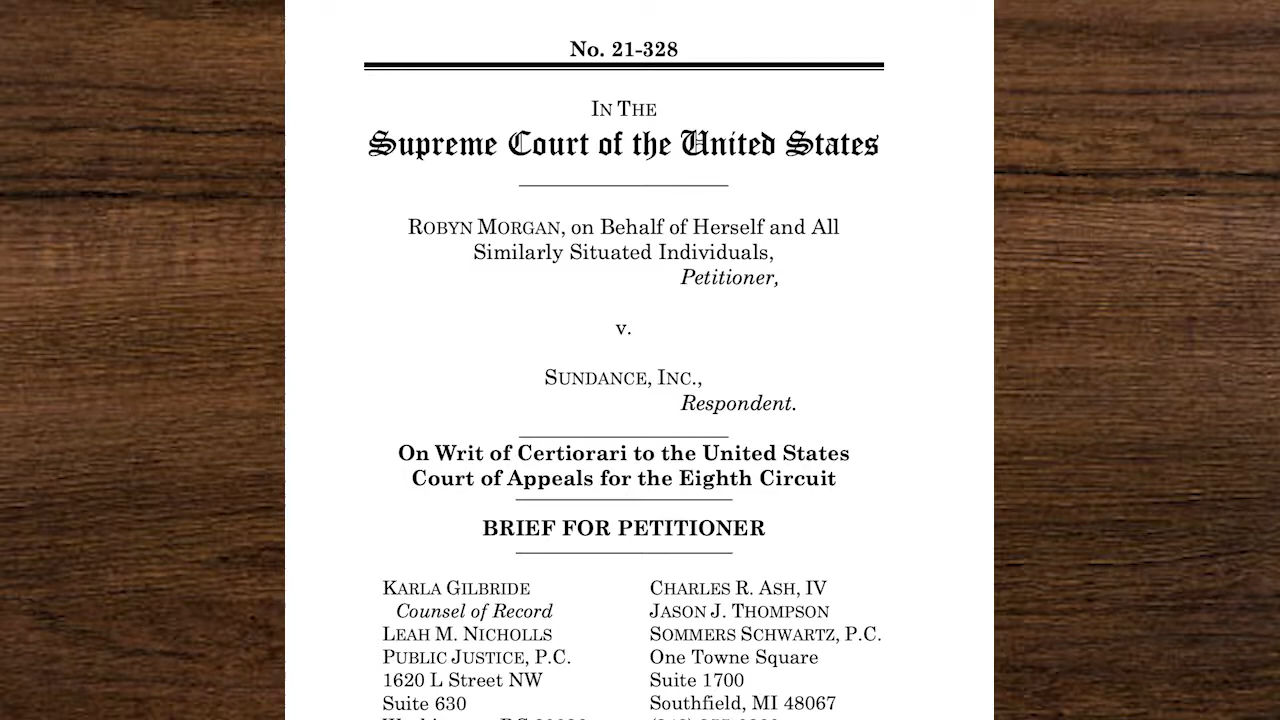 No. 21-328
IN THE
Supreme Court of the United States
ROBYN MORGAN, on Behalf of Herself and All
Similarly Situated Individuals,
Petitioner,
v.
SUNDANCE, INC.,
Respondent.
On Writ of Certiorari to the United States
Court of Appeals for the Eighth Circuit
BRIEF FOR PETITIONER
KARLA GILBRIDE
Counsel of Record
LEAH M. NICHOLLS
PUBLIC JUSTICE, P.C.
1620 L Street NW
Suite 630
CHARLES R. ASH, IV
JASON J. THOMPSON
SOMMERS SCHWARTZ, P.C.
One Towne Square
Suite 1700
Southfield, MI 48067